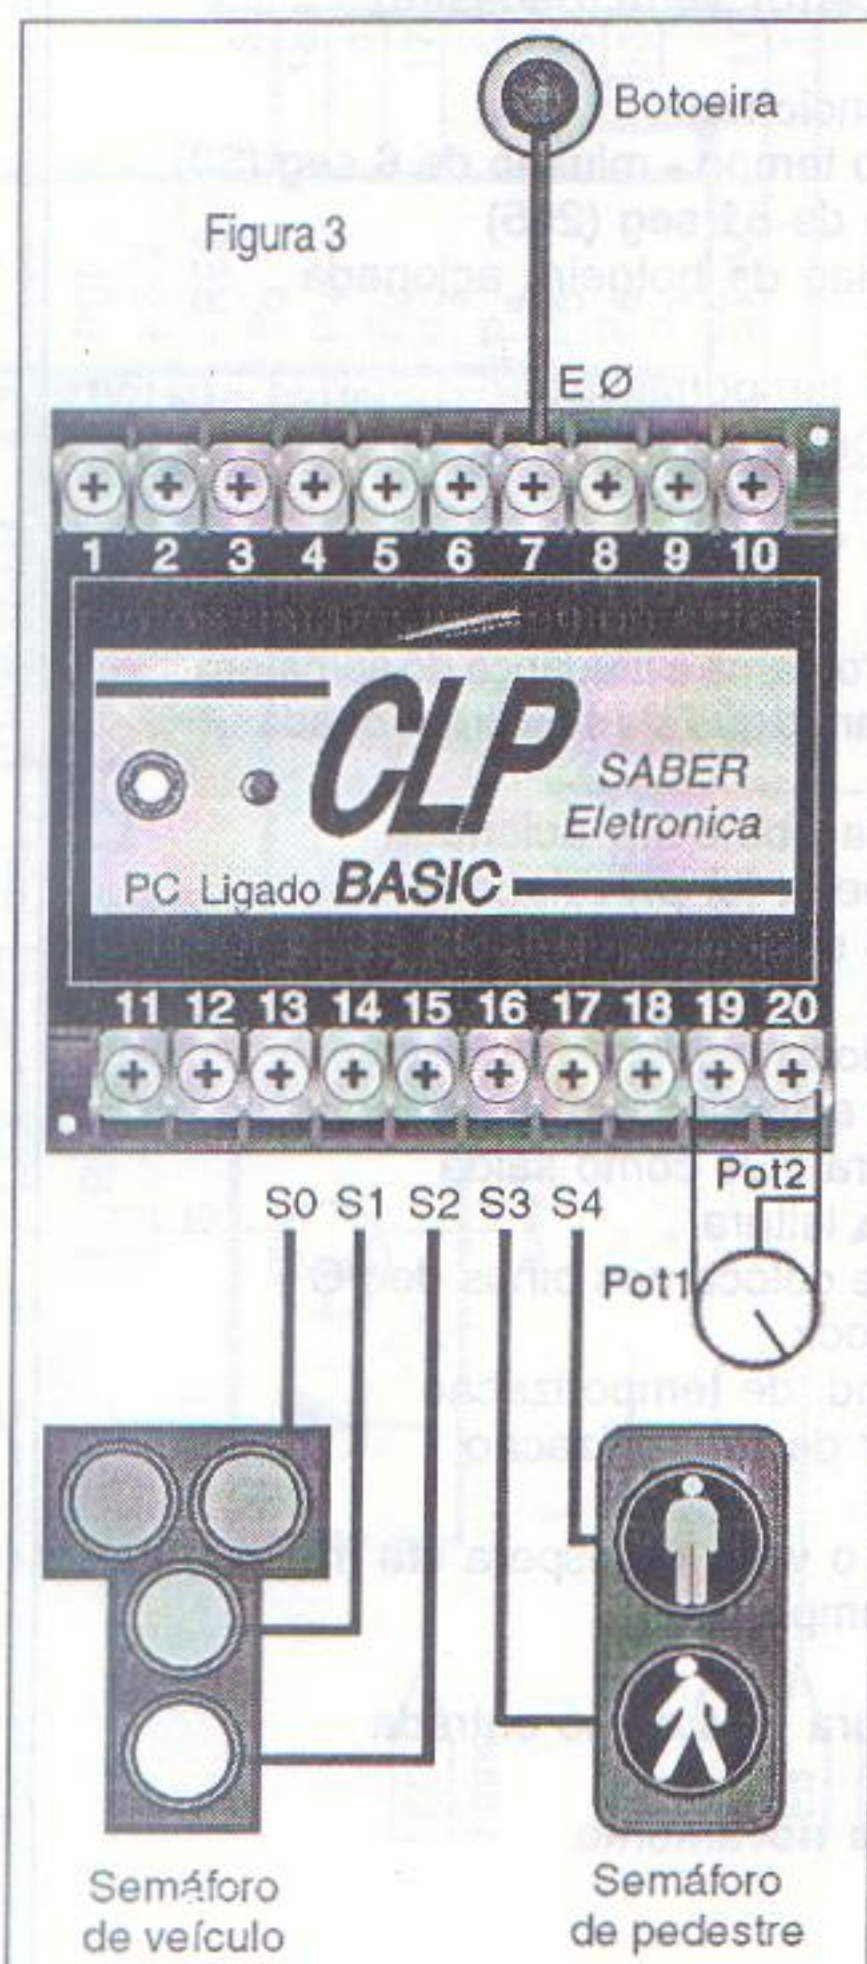 Botoeira
Figura 3
E Ø
1 2 3 4 5 6 7 8 9 10
CLP
SABER
Eletronica
PC Ligado BASIC
11 12 13 14 15 16 17 18 19 20
S0 S1 S2 S3 S4
Pot2
Pot1
Semáforo
de veículo
Semáforo
de pedestre